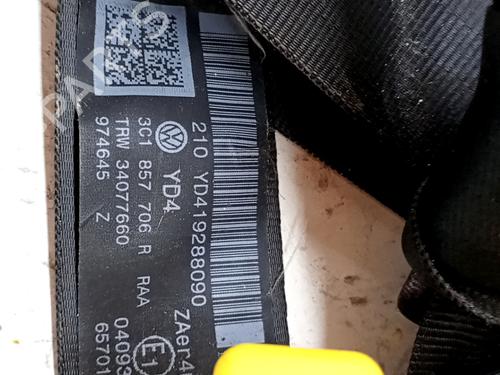 210 YD419288090
YD4 ZAer4
3C1 857 706 R RAA E1
TRW 34077660 04093
974645 Z 65701